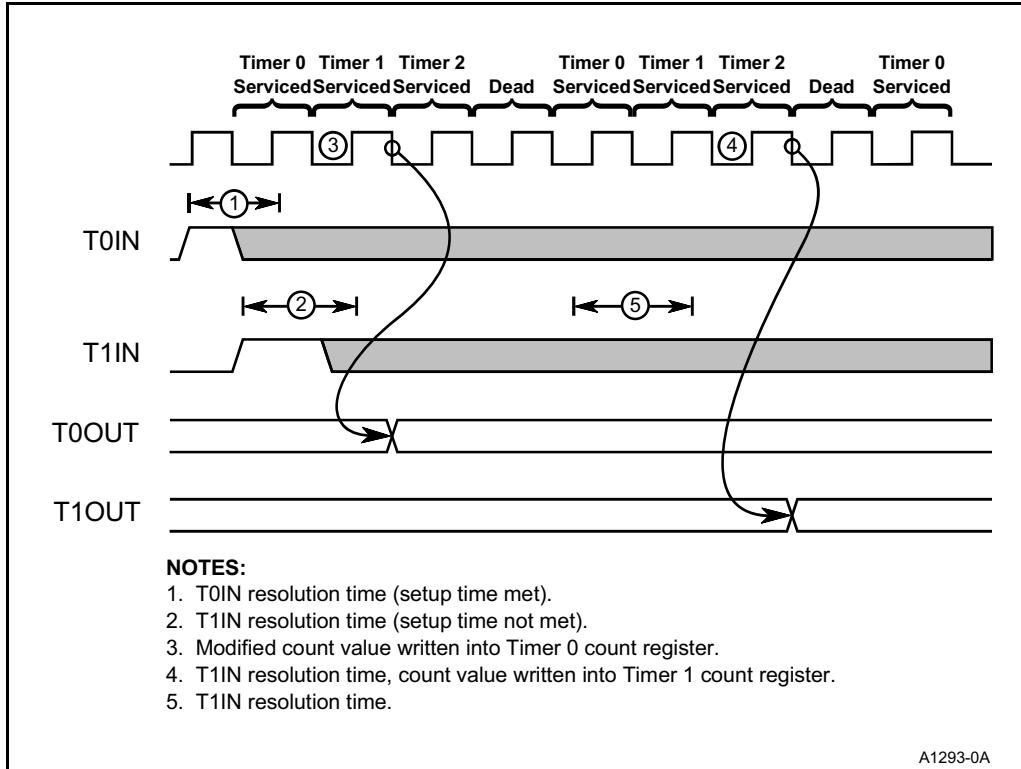 Timer 0 Timer 1 Timer 2 Timer 0 Timer 1 Timer 2 Timer 0
Serviced Serviced Serviced Dead Serviced Serviced Serviced Dead Serviced
3 4
1
T0IN
2 5
T1IN
T0OUT
T1OUT
NOTES:
1. T0IN resolution time (setup time met).
2. T1IN resolution time (setup time not met).
3. Modified count value written into Timer 0 count register.
4. T1IN resolution time, count value written into Timer 1 count register.
5. T1IN resolution time.
A1293-0A